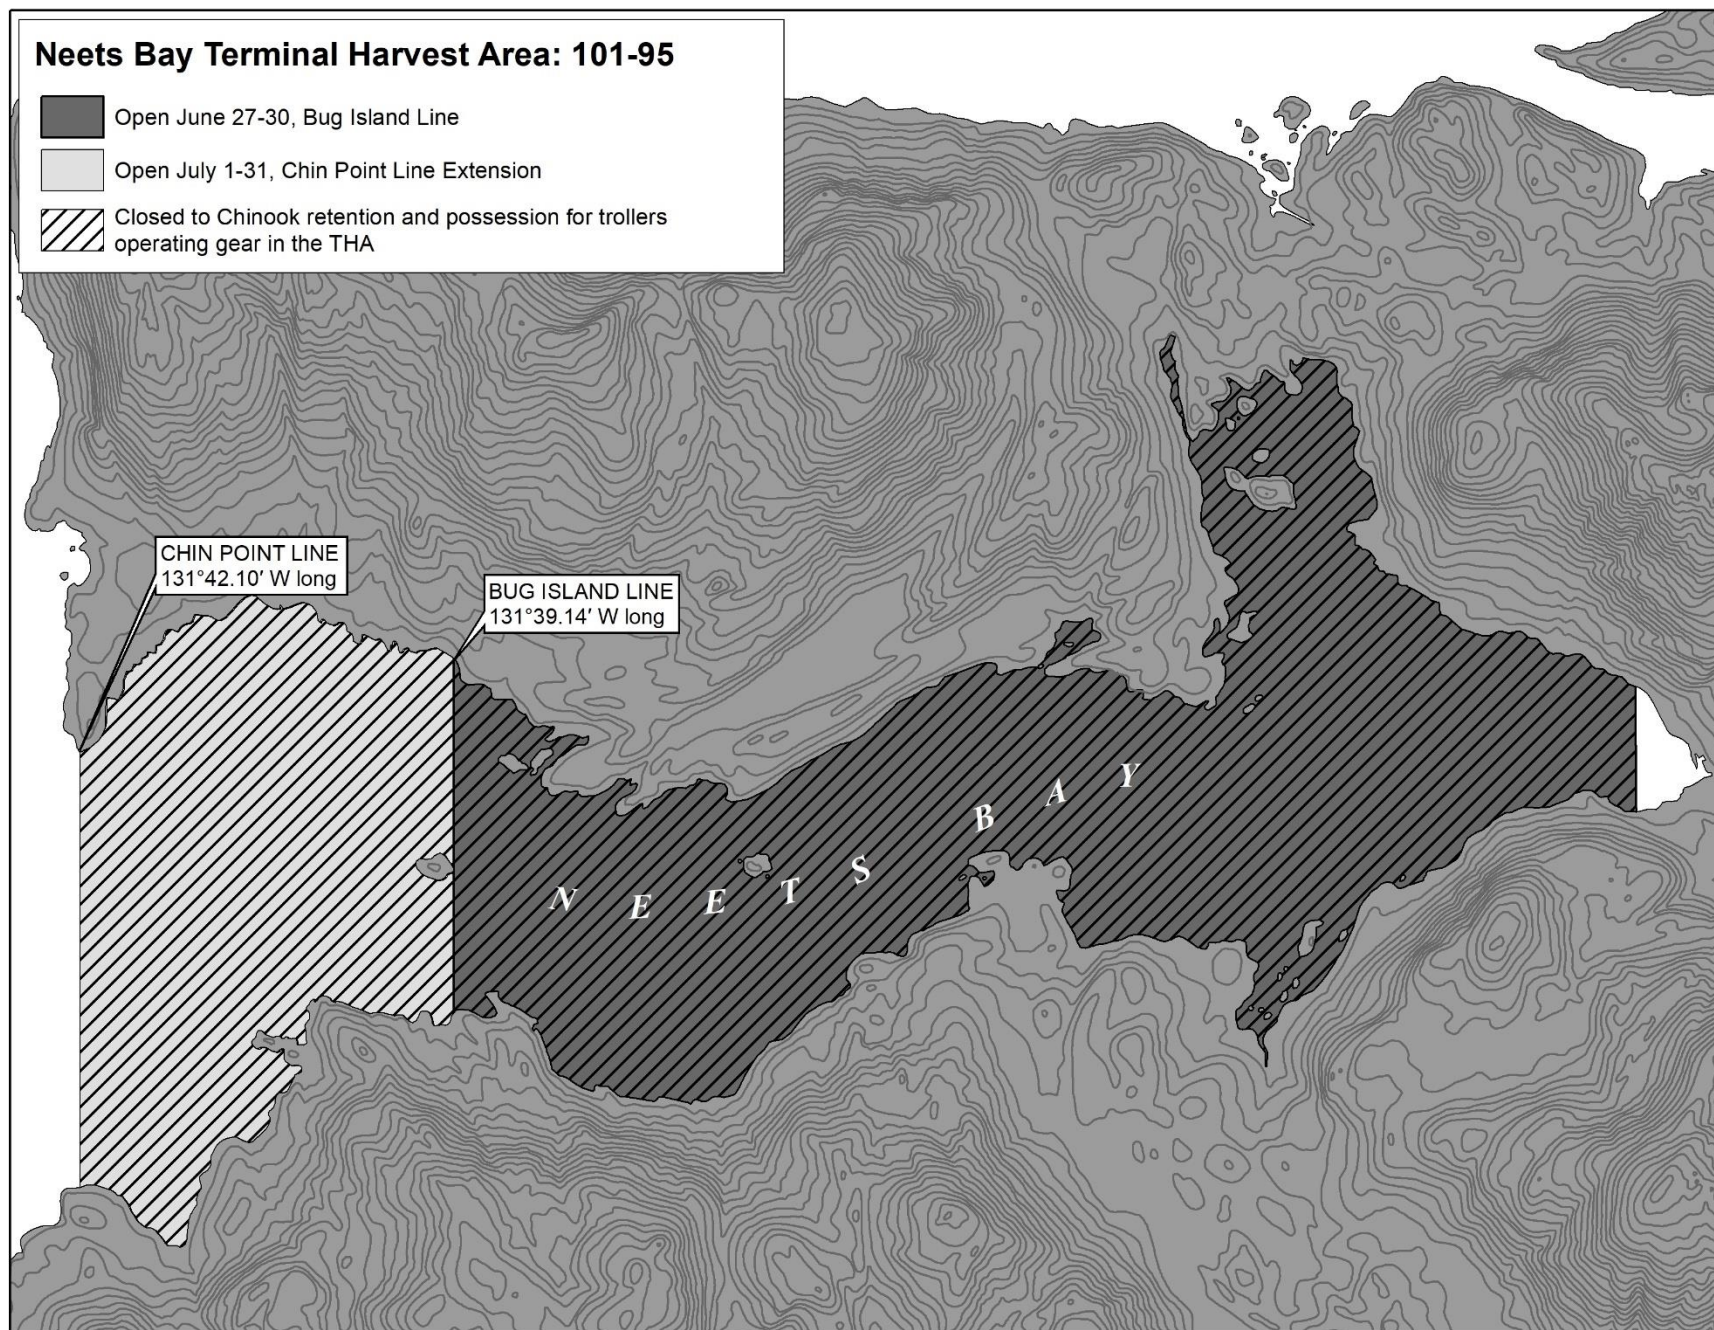 Neets Bay Terminal Harvest Area: 101-95
Open June 27-30, Bug Island Line
Open July 1-31, Chin Point Line Extension
Closed to Chinook retention and possession for trollers
operating gear in the THA
CHIN POINT LINE
131°42.10′ W long
BUG ISLAND LINE
131°39.14′ W long
NEETS BAY